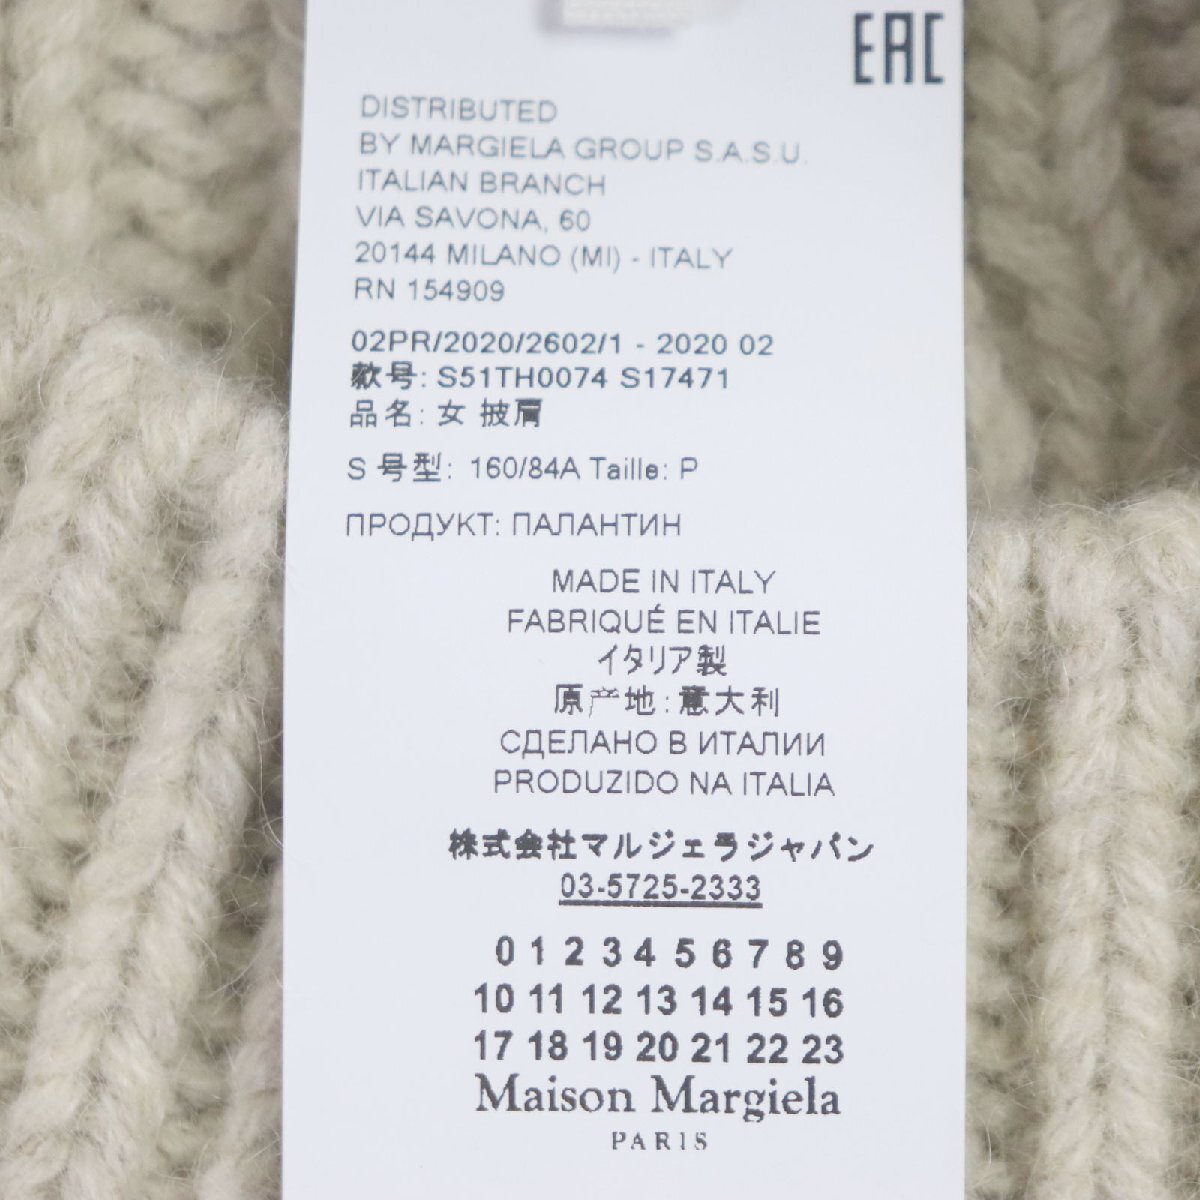 EAC
DISTRIBUTED
BY MARGIELA GROUP S.A.S.U.
ITALIAN BRANCH
VIA SAVONA, 60
20144 MILANO (MI) - ITALY
RN 154909
02PR/2020/2602/1 - 2020 02
款号: S51TH0074 S17471
品名: 女 披肩
S 号型: 160/84A Taille: P
ПРОДУКТ: ПАЛАНТИН
MADE IN ITALY
FABRIQUÉ EN ITALIE
イタリア製
原产地: 意大利
СДЕЛАНО В ИТАЛИИ
PRODUZIDO NA ITALIA
株式会社マルジェラジャパン
03-5725-2333
0 1 2 3 4 5 6 7 8 9
10 11 12 13 14 15 16
17 18 19 20 21 22 23
Maison Margiela
PARIS